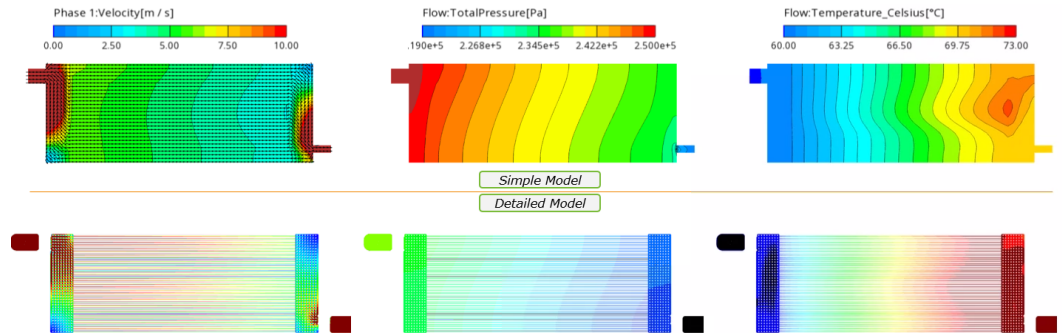 Phase 1:Velocity[m / s]
0.00 2.50 5.00 7.50 10.00
Flow:TotalPressure[Pa]
.190e+5 2.268e+5 2.345e+5 2.422e+5 2.500e+5
Flow:Temperature_Celsius[°C]
60.00 63.25 66.50 69.75 73.00
Simple Model
Detailed Model